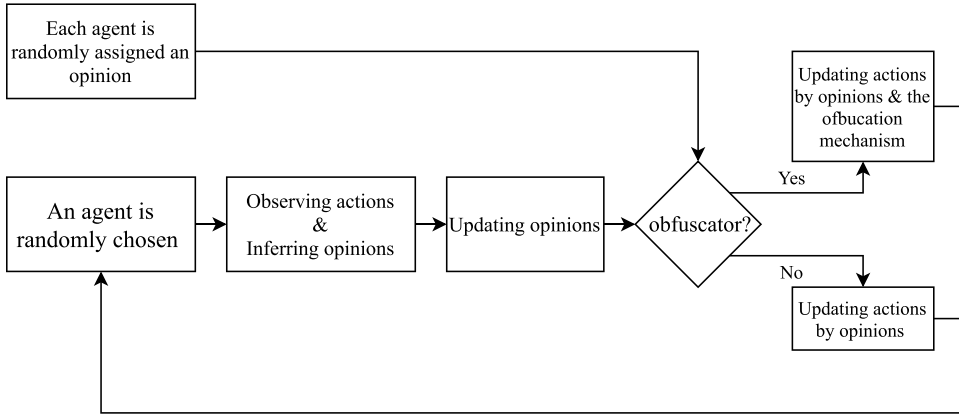 Each agent is
randomly assigned an
opinion
Updating actions
by opinions & the
ofbucation
mechanism
An agent is
randomly chosen
Observing actions
&
Inferring opinions
Updating opinions
obfuscator?
Yes
No
Updating actions
by opinions